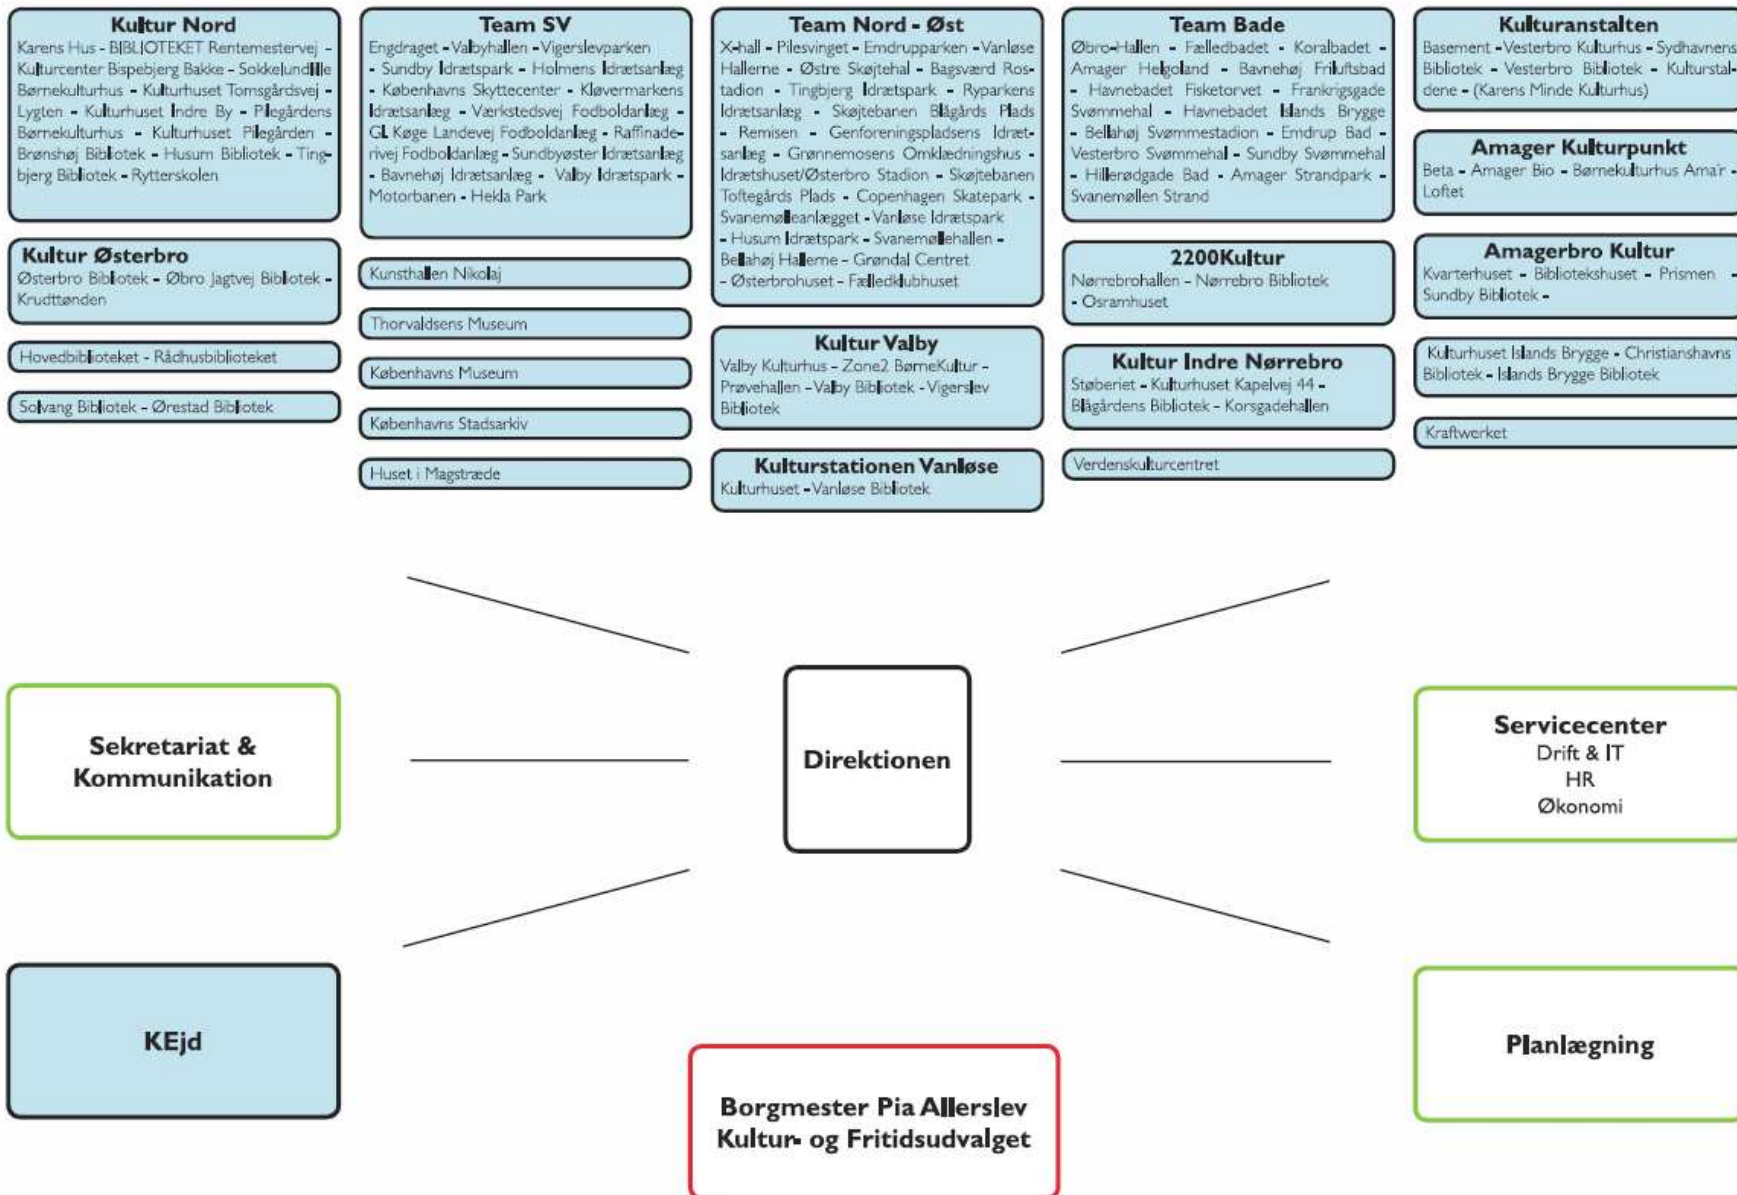 Kultur Nord
Karens Hus - BIBLIOTEKET Rentemestervej -
Kulturcenter Bispebjerg Bakke - Sokkelundlille
Børnekulturhus - Kulturhuset Tomsgårdsvej -
Lygten - Kulturhuset Indre By - Pilegårdens
Børnekulturhus - Kulturhuset Pilegården -
Brønshøj Bibliotek - Husum Bibliotek - Ting-
bjerg Bibliotek - Rytterskolen
Kultur Østerbro
Østerbro Bibliotek - Øbro Jagtvej Bibliotek -
Krudttønden
Hovedbiblioteket - Rådhusbiblioteket
Solvang Bibliotek - Ørestad Bibliotek
Team SV
Engdraget - Valbyhallen - Vigerslevparken
- Sundby Idrætspark - Holmens Idrætsanlæg
- Københavns Skyttecenter - Kløvermarkens
Idrætsanlæg - Værkstedsvej Fodboldanlæg -
Gl. Køge Landevej Fodboldanlæg - Raffinade-
rivej Fodboldanlæg - Sundbyøster Idrætsanlæg
- Bavnehøj Idrætsanlæg - Valby Idrætspark -
Motorbanen - Hekla Park
Kunsthallen Nikolaj
Thorvaldsens Museum
Københavns Museum
Københavns Stadsarkiv
Huset i Magstræde
Team Nord - Øst
X-hall - Pilesvinget - Emdrupparken - Vanløse
Hallerne - Østre Skøjtehal - Bagsværd Ros-
tadion - Tingbjerg Idrætspark - Ryparkens
Idrætsanlæg - Skøjtebanen Blågårds Plads
- Remisen - Genforeningspladsens Idræt-
sanlæg - Grønnemosens Omklædningshus -
Idrætshuset/Østerbro Stadion - Skøjtebanen
Toftegårds Plads - Copenhagen Skatepark -
Svanemølleanlægget - Vanløse Idrætspark
- Husum Idrætspark - Svanemøllehallen -
Bellahøj Hallerne - Grøndal Centret
- Østerbrohuset - Fælledklubhuset
Kultur Valby
Valby Kulturhus - Zone2 BørneKultur -
Prøvehallen - Valby Bibliotek - Vigerslev
Bibliotek
Kulturstationen Vanløse
Kulturhuset - Vanløse Bibliotek
Team Bade
Øbro-Hallen - Fælledbadet - Koralbadet -
Amager Helgoland - Bavnehøj Friluftsbad
- Havnebadet Fisketorvet - Frankrigsgade
Svømmehal - Havnebadet Islands Brygge
- Bellahøj Svømmestadion - Emdrup Bad -
Vesterbro Svømmehal - Sundby Svømmehal
- Hillerødgade Bad - Amager Strandpark -
Svanemøllen Strand
2200Kultur
Nørrebrohallen - Nørrebro Bibliotek
- Osramhuset
Kultur Indre Nørrebro
Støberiet - Kulturhuset Kapelvej 44 -
Blågårdens Bibliotek - Korsgadehallen
Verdenskulturcentret
Kulturanstalten
Basement - Vesterbro Kulturhus - Sydhavnens
Bibliotek - Vesterbro Bibliotek - Kulturstal-
dene - (Karens Minde Kulturhus)
Amager Kulturpunkt
Beta - Amager Bio - Børnekulturhus Ama'r -
Loftet
Amagerbro Kultur
Kvarterhuset - Bibliotekshuset - Prismen -
Sundby Bibliotek -
Kulturhuset Islands Brygge - Christianshavns
Bibliotek - Islands Brygge Bibliotek
Kraftwerket
Sekretariat &
Kommunikation
Direktionen
Servicecenter
Drift & IT
HR
Økonomi
KEjd
Planlægning
Borgmester Pia Allerslev
Kultur- og Fritidsudvalget